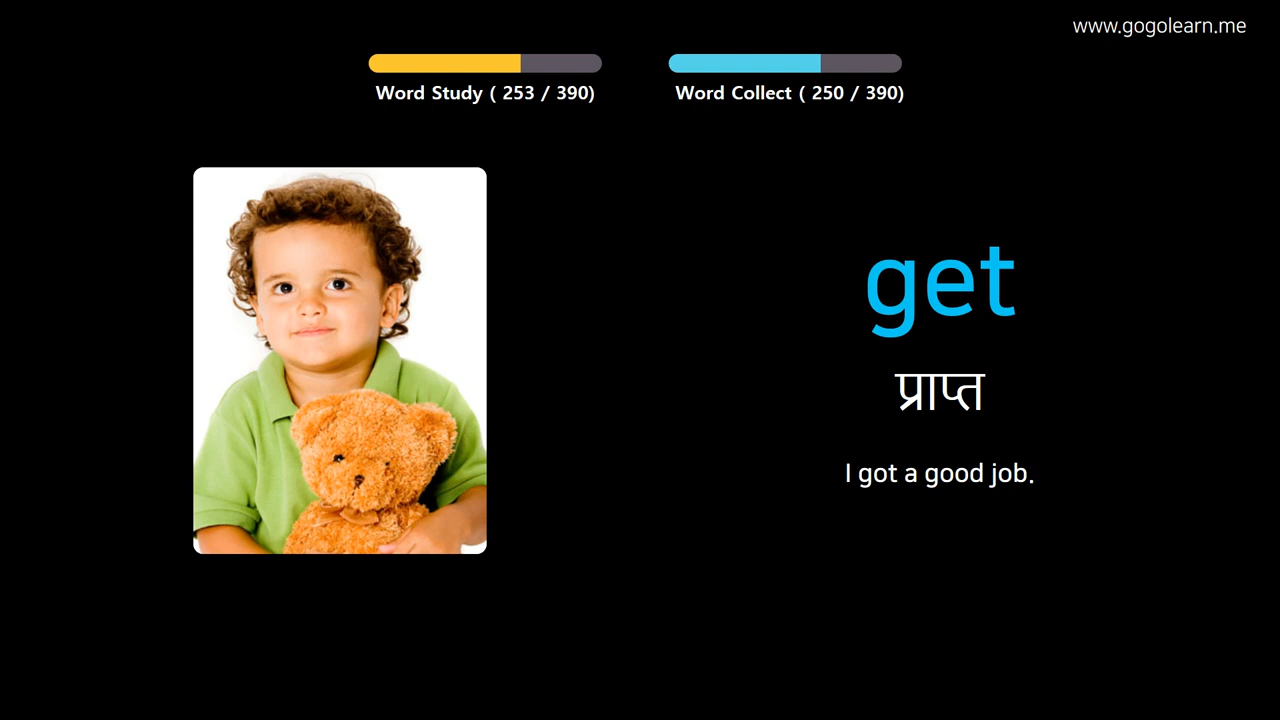 www.gogolearn.me
Word Study ( 253 / 390)
Word Collect ( 250 / 390)
get
प्राप्त
I got a good job.